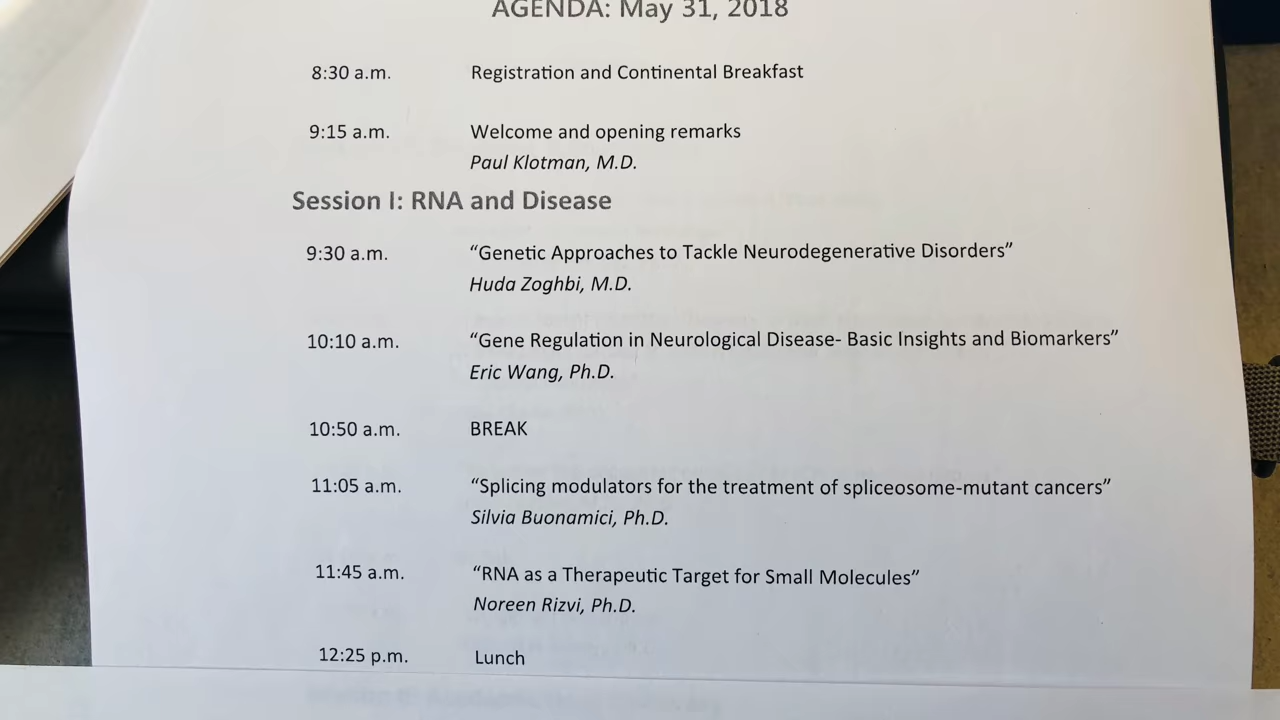 AGENDA: May 31, 2018
8:30 a.m. Registration and Continental Breakfast
9:15 a.m. Welcome and opening remarks
Paul Klotman, M.D.
Session I: RNA and Disease
9:30 a.m. “Genetic Approaches to Tackle Neurodegenerative Disorders”
Huda Zoghbi, M.D.
10:10 a.m. “Gene Regulation in Neurological Disease- Basic Insights and Biomarkers”
Eric Wang, Ph.D.
10:50 a.m. BREAK
11:05 a.m. “Splicing modulators for the treatment of spliceosome-mutant cancers”
Silvia Buonamici, Ph.D.
11:45 a.m. “RNA as a Therapeutic Target for Small Molecules”
Noreen Rizvi, Ph.D.
12:25 p.m. Lunch